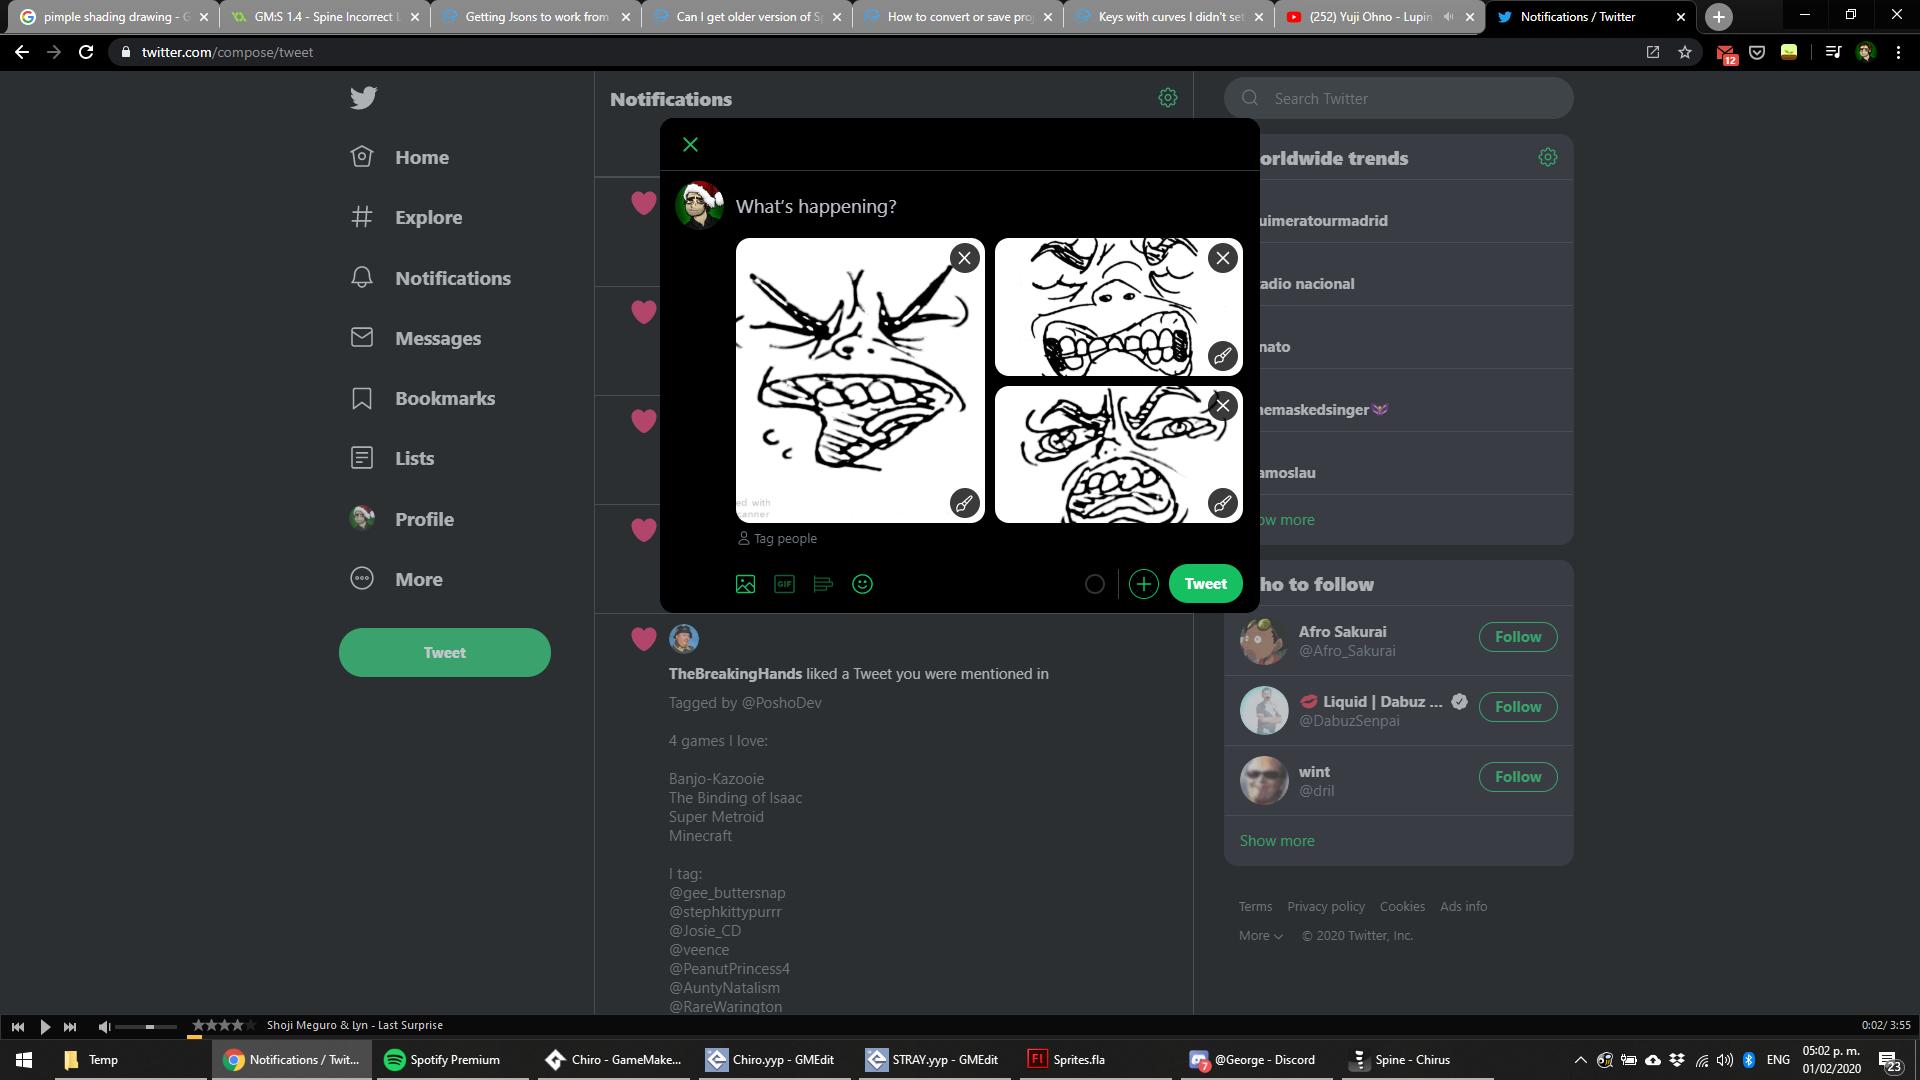 pimple shading drawing - G
GM:S 1.4 - Spine Incorrect L
Getting Jsons to work from
Can I get older version of Sp
How to convert or save proj
Keys with curves I didn't set
(252) Yuji Ohno - Lupin
Notifications / Twitter
twitter.com/compose/tweet
12
Notifications
Search Twitter
Home
Explore
Notifications
Messages
Bookmarks
Lists
Profile
More
Tweet
What's happening?
ed with
canner
Tag people
GIF
Tweet
orldwide trends
uimeratourmadrid
adio nacional
nato
hemaskedsinger
amoslau
ow more
ho to follow
Afro Sakurai
@Afro_Sakurai
Follow
Liquid | Dabuz ...
@DabuzSenpai
Follow
wint
@dril
Follow
Show more
Terms Privacy policy Cookies Ads info
More © 2020 Twitter, Inc.
TheBreakingHands liked a Tweet you were mentioned in
Tagged by @PoshoDev
4 games I love:
Banjo-Kazooie
The Binding of Isaac
Super Metroid
Minecraft
I tag:
@gee_buttersnap
@stephkittypurrr
@Josie_CD
@veence
@PeanutPrincess4
@AuntyNatalism
@RareWarington
Shoji Meguro & Lyn - Last Surprise
0:02/ 3:55
Temp
Notifications / Twit...
Spotify Premium
Chiro - GameMake...
Chiro.yyp - GMEdit
STRAY.yyp - GMEdit
Fl
Sprites.fla
7
@George - Discord
Spine - Chirus
ENG
05:02 p. m.
01/02/2020
23